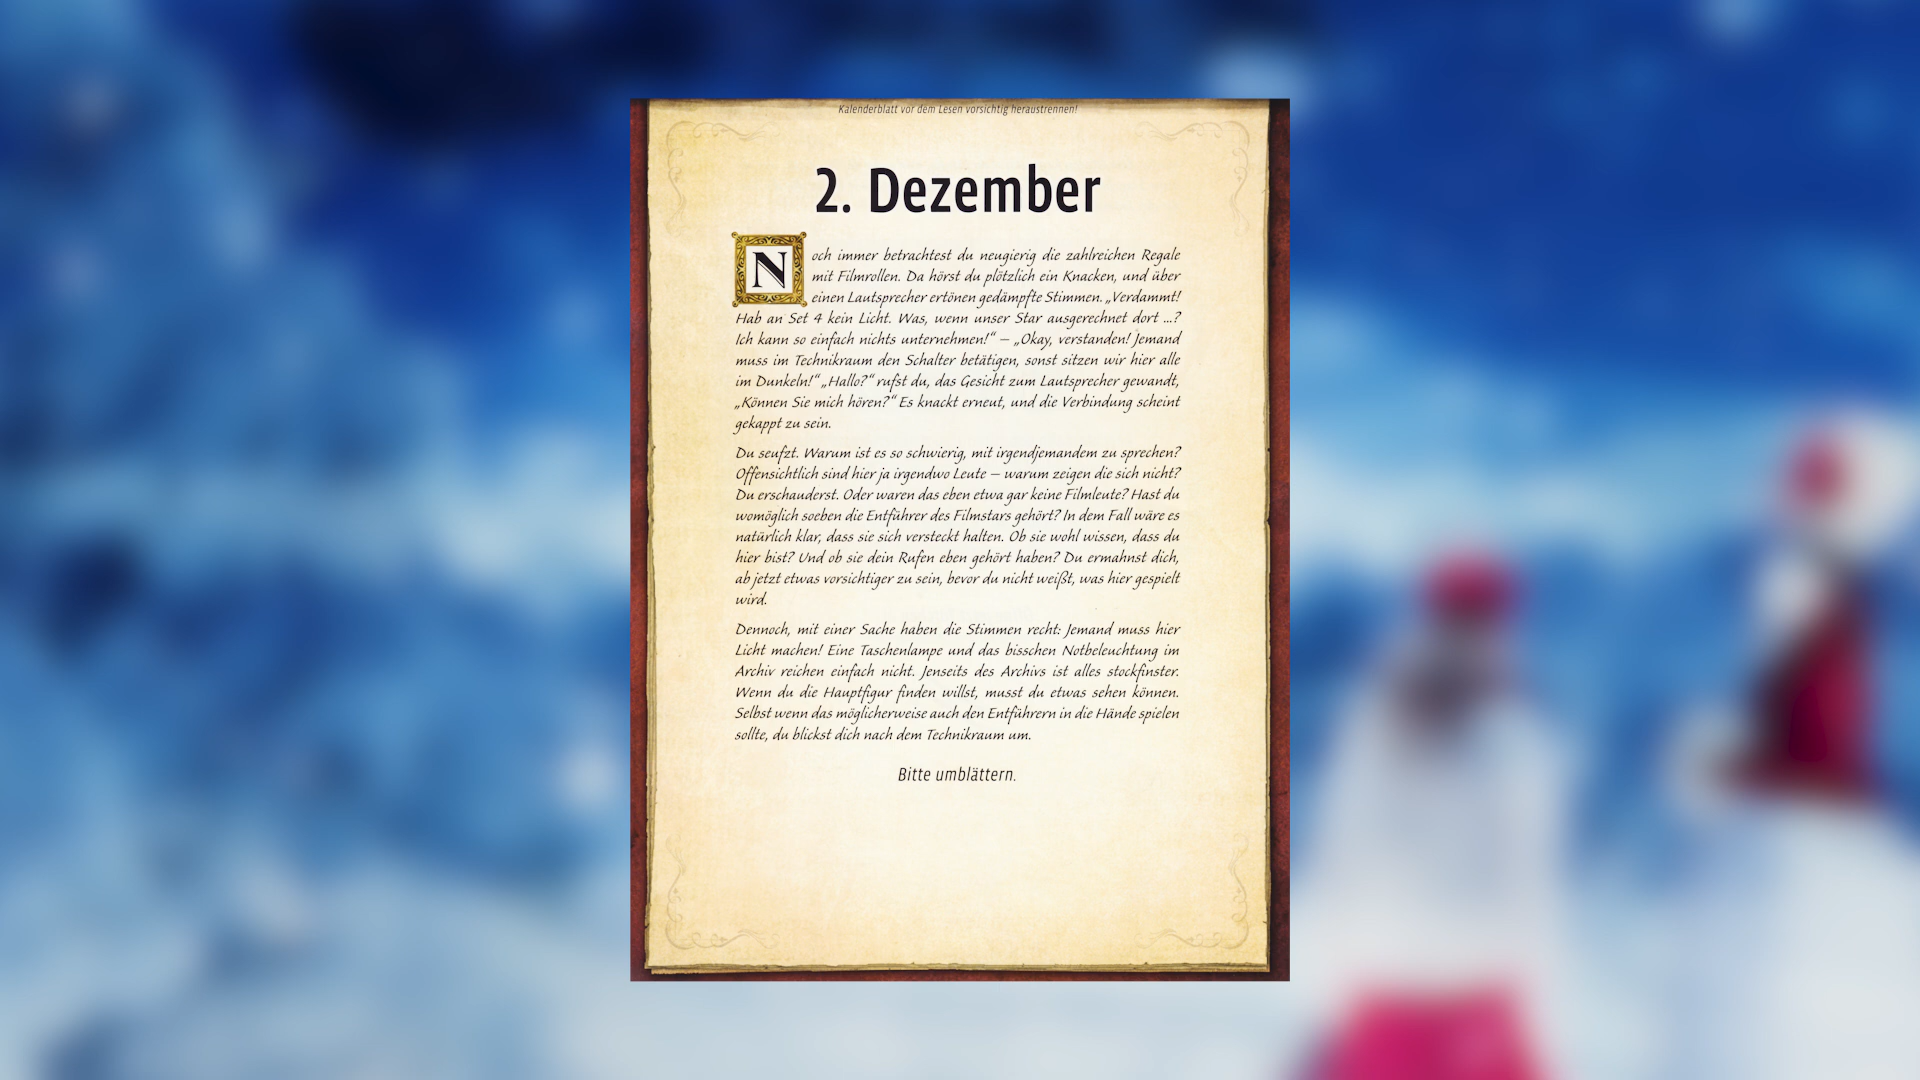 Kalenderblatt vor dem Lesen vorsichtig heraustrennen!
2. Dezember
Noch immer betrachtest du neugierig die zahlreichen Regale
mit Filmrollen. Da hörst du plötzlich ein Knacken, und über
einen Lautsprecher ertönen gedämpfte Stimmen. „Verdammt!
Hab an Set 4 kein Licht. Was, wenn unser Star ausgerechnet dort ...?
Ich kann so einfach nichts unternehmen!“ – „Okay, verstanden! Jemand
muss im Technikraum den Schalter betätigen, sonst sitzen wir hier alle
im Dunkeln!“ „Hallo?“ rufst du, das Gesicht zum Lautsprecher gewandt,
„Können Sie mich hören?“ Es knackt erneut, und die Verbindung scheint
gekappt zu sein.
Du seufzt. Warum ist es so schwierig, mit irgendjemandem zu sprechen?
Offensichtlich sind hier ja irgendwo Leute – warum zeigen die sich nicht?
Du erschauderst. Oder waren das eben etwa gar keine Filmleute? Hast du
womöglich soeben die Entführer des Filmstars gehört? In dem Fall wäre es
natürlich klar, dass sie sich versteckt halten. Ob sie wohl wissen, dass du
hier bist? Und ob sie dein Rufen eben gehört haben? Du ermahnst dich,
ab jetzt etwas vorsichtiger zu sein, bevor du nicht weißt, was hier gespielt
wird.
Dennoch, mit einer Sache haben die Stimmen recht: Jemand muss hier
Licht machen! Eine Taschenlampe und das bisschen Notbeleuchtung im
Archiv reichen einfach nicht. Jenseits des Archivs ist alles stockfinster.
Wenn du die Hauptfigur finden willst, musst du etwas sehen können.
Selbst wenn das möglicherweise auch den Entführern in die Hände spielen
sollte, du blickst dich nach dem Technikraum um.
Bitte umblättern.